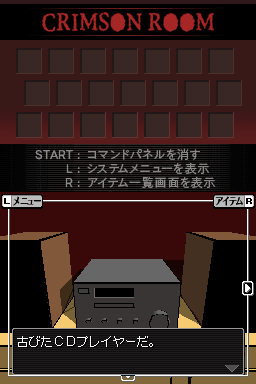 CRIMSON ROOM
START : コマンドパネルを消す
L : システムメニューを表示
R : アイテム一覧画面を表示
L メニュー
アイテム R
古びたＣＤプレイヤーだ。